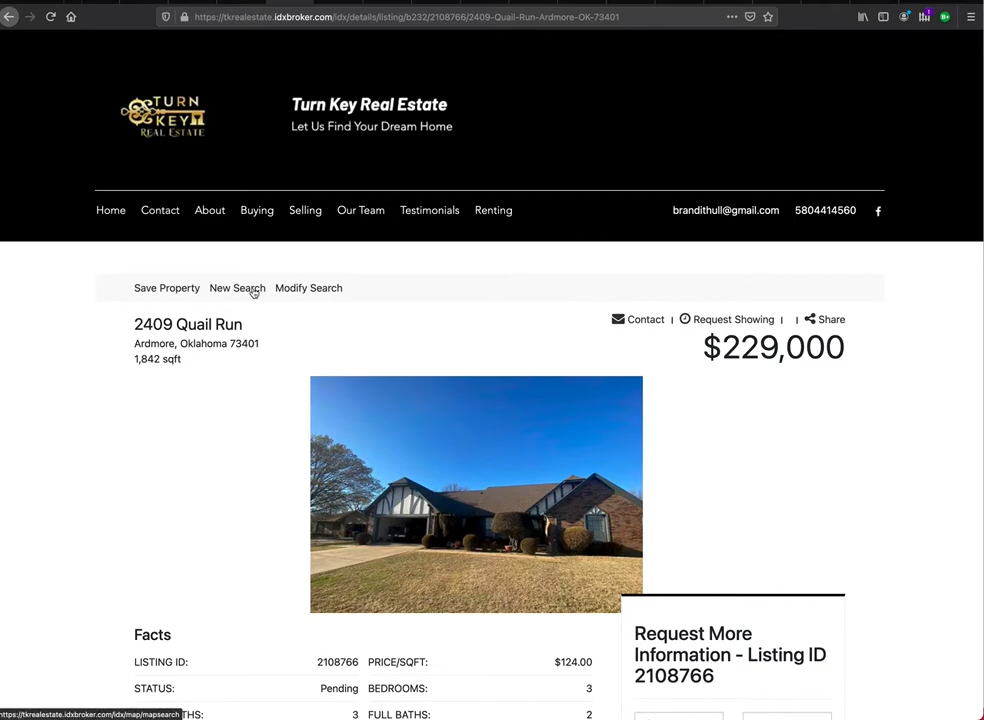 https://tkrealestate.idxbroker.com/idx/details/listing/b232/2108766/2409-Quail-Run-Ardmore-OK-73401
TURN
KEY
REAL ESTATE
Turn Key Real Estate
Let Us Find Your Dream Home
Home Contact About Buying Selling Our Team Testimonials Renting brandithull@gmail.com 5804414560
Save Property New Search Modify Search
2409 Quail Run
Ardmore, Oklahoma 73401
1,842 sqft
Contact | Request Showing | | Share
$229,000
Facts
LISTING ID: 2108766 PRICE/SQFT: $124.00
STATUS: Pending BEDROOMS: 3
THS: 3 FULL BATHS: 2
Request More
Information - Listing ID
2108766
https://tkrealestate.idxbroker.com/idx/map/mapsearch